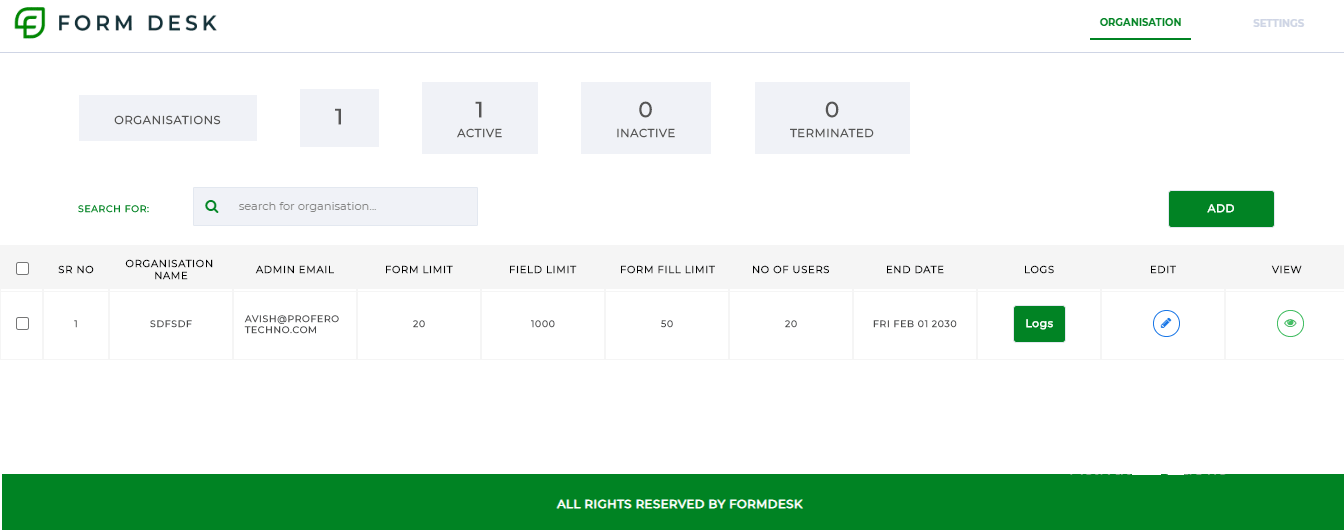 FORM DESK
ORGANISATION
SETTINGS
ORGANISATIONS
1
1
ACTIVE
0
INACTIVE
0
TERMINATED
SEARCH FOR:
search for organisation...
ADD
SR NO
ORGANISATION
NAME
ADMIN EMAIL
FORM LIMIT
FIELD LIMIT
FORM FILL LIMIT
NO OF USERS
END DATE
LOGS
EDIT
VIEW
1
SDFSDF
AVISH@PROFERO
TECHNO.COM
20
1000
50
20
FRI FEB 01 2030
Logs
ALL RIGHTS RESERVED BY FORMDESK